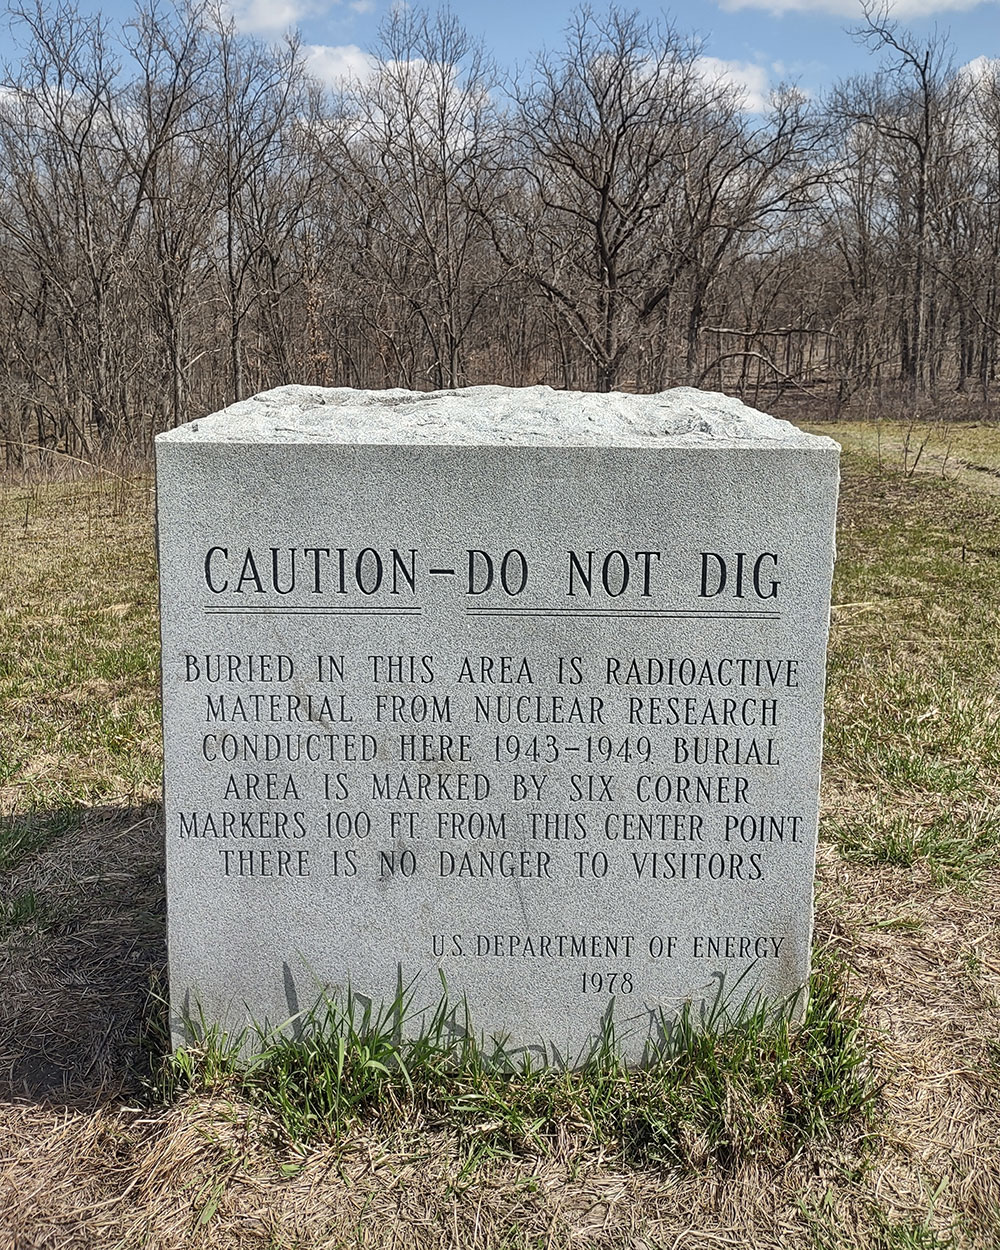 CAUTION-DO NOT DIG
BURIED IN THIS AREA IS RADIOACTIVE
MATERIAL FROM NUCLEAR RESEARCH
CONDUCTED HERE 1943-1949. BURIAL
AREA IS MARKED BY SIX CORNER
MARKERS 100 FT. FROM THIS CENTER POINT.
THERE IS NO DANGER TO VISITORS.
U.S. DEPARTMENT OF ENERGY
1978